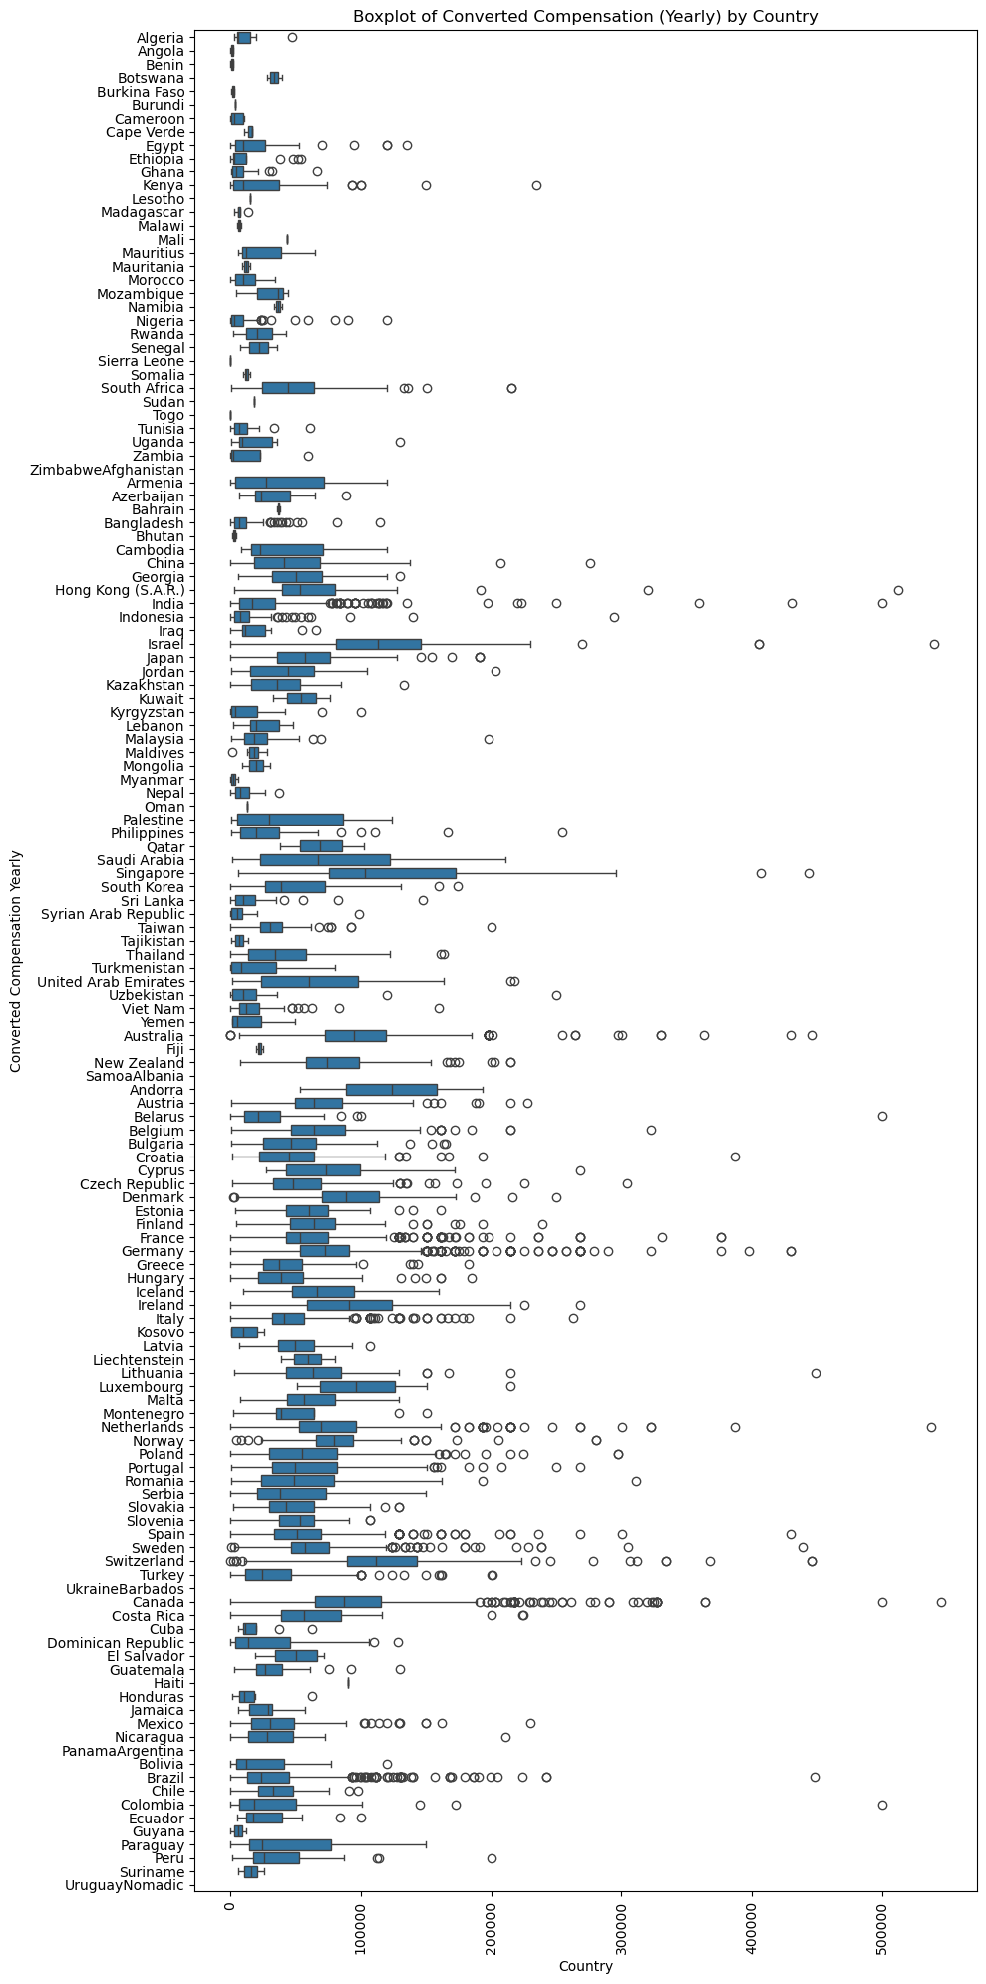 Boxplot of Converted Compensation (Yearly) by Country
Algeria
Angola
Benin
Botswana
Burkina Faso
Burundi
Cameroon
Cape Verde
Egypt
Ethiopia
Ghana
Kenya
Lesotho
Madagascar
Malawi
Mali
Mauritius
Mauritania
Morocco
Mozambique
Namibia
Nigeria
Rwanda
Senegal
Sierra Leone
Somalia
South Africa
Sudan
Togo
Tunisia
Uganda
Zambia
ZimbabweAfghanistan
Armenia
Azerbaijan
Bahrain
Bangladesh
Bhutan
Cambodia
China
Georgia
Hong Kong (S.A.R.)
India
Indonesia
Iraq
Israel
Japan
Jordan
Kazakhstan
Kuwait
Kyrgyzstan
Lebanon
Malaysia
Maldives
Mongolia
Myanmar
Nepal
Oman
Palestine
Philippines
Qatar
Saudi Arabia
Singapore
South Korea
Sri Lanka
Syrian Arab Republic
Taiwan
Tajikistan
Thailand
Turkmenistan
United Arab Emirates
Uzbekistan
Viet Nam
Yemen
Australia
Fiji
New Zealand
SamoaAlbania
Andorra
Austria
Belarus
Belgium
Bulgaria
Croatia
Cyprus
Czech Republic
Denmark
Estonia
Finland
France
Germany
Greece
Hungary
Iceland
Ireland
Italy
Kosovo
Latvia
Liechtenstein
Lithuania
Luxembourg
Malta
Montenegro
Netherlands
Norway
Poland
Portugal
Romania
Serbia
Slovakia
Slovenia
Spain
Sweden
Switzerland
Turkey
UkraineBarbados
Canada
Costa Rica
Cuba
Dominican Republic
El Salvador
Guatemala
Haiti
Honduras
Jamaica
Mexico
Nicaragua
PanamaArgentina
Bolivia
Brazil
Chile
Colombia
Ecuador
Guyana
Paraguay
Peru
Suriname
UruguayNomadic
Converted Compensation Yearly
0
100000
200000
300000
400000
500000
Country